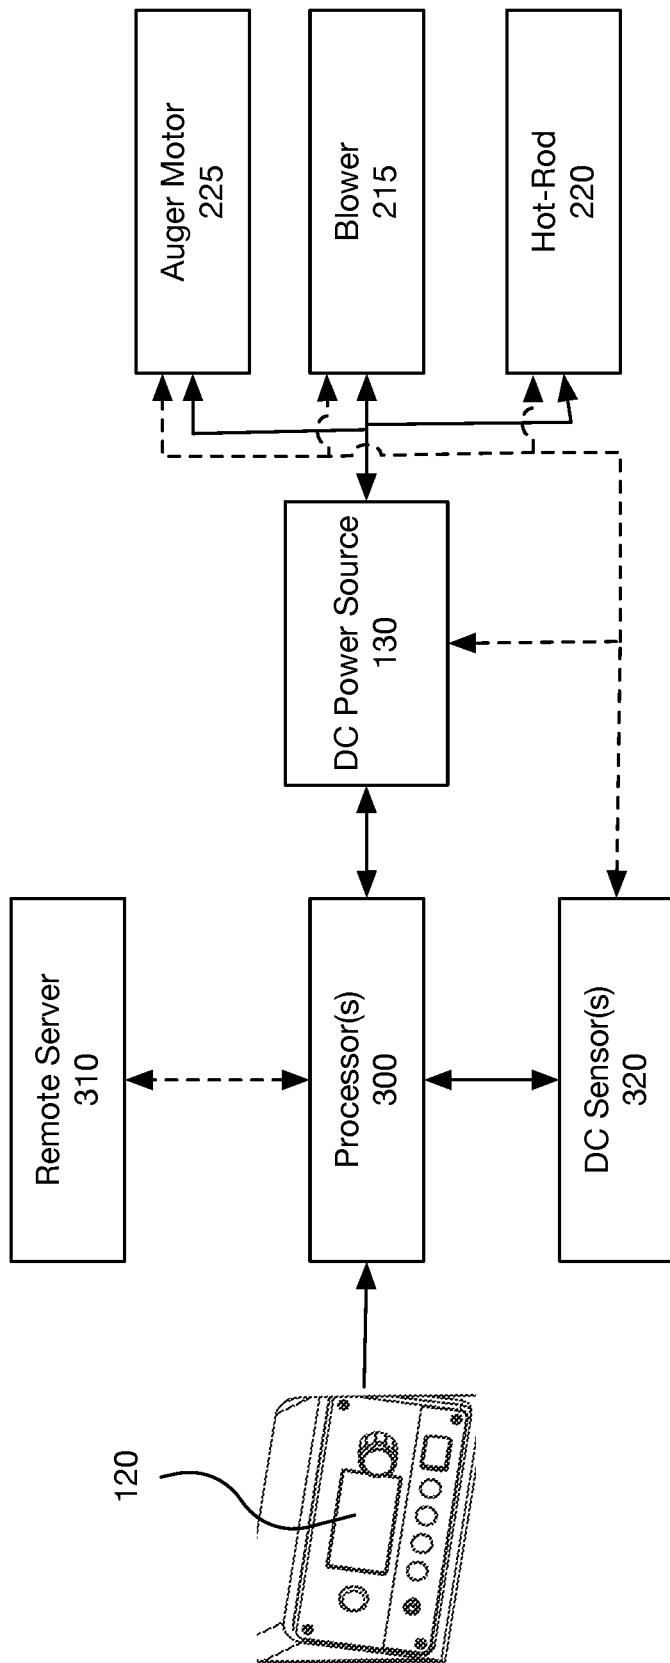 120
Remote Server
310
Processor(s)
300
DC Sensor(s)
320
DC Power Source
130
Auger Motor
225
Blower
215
Hot-Rod
220